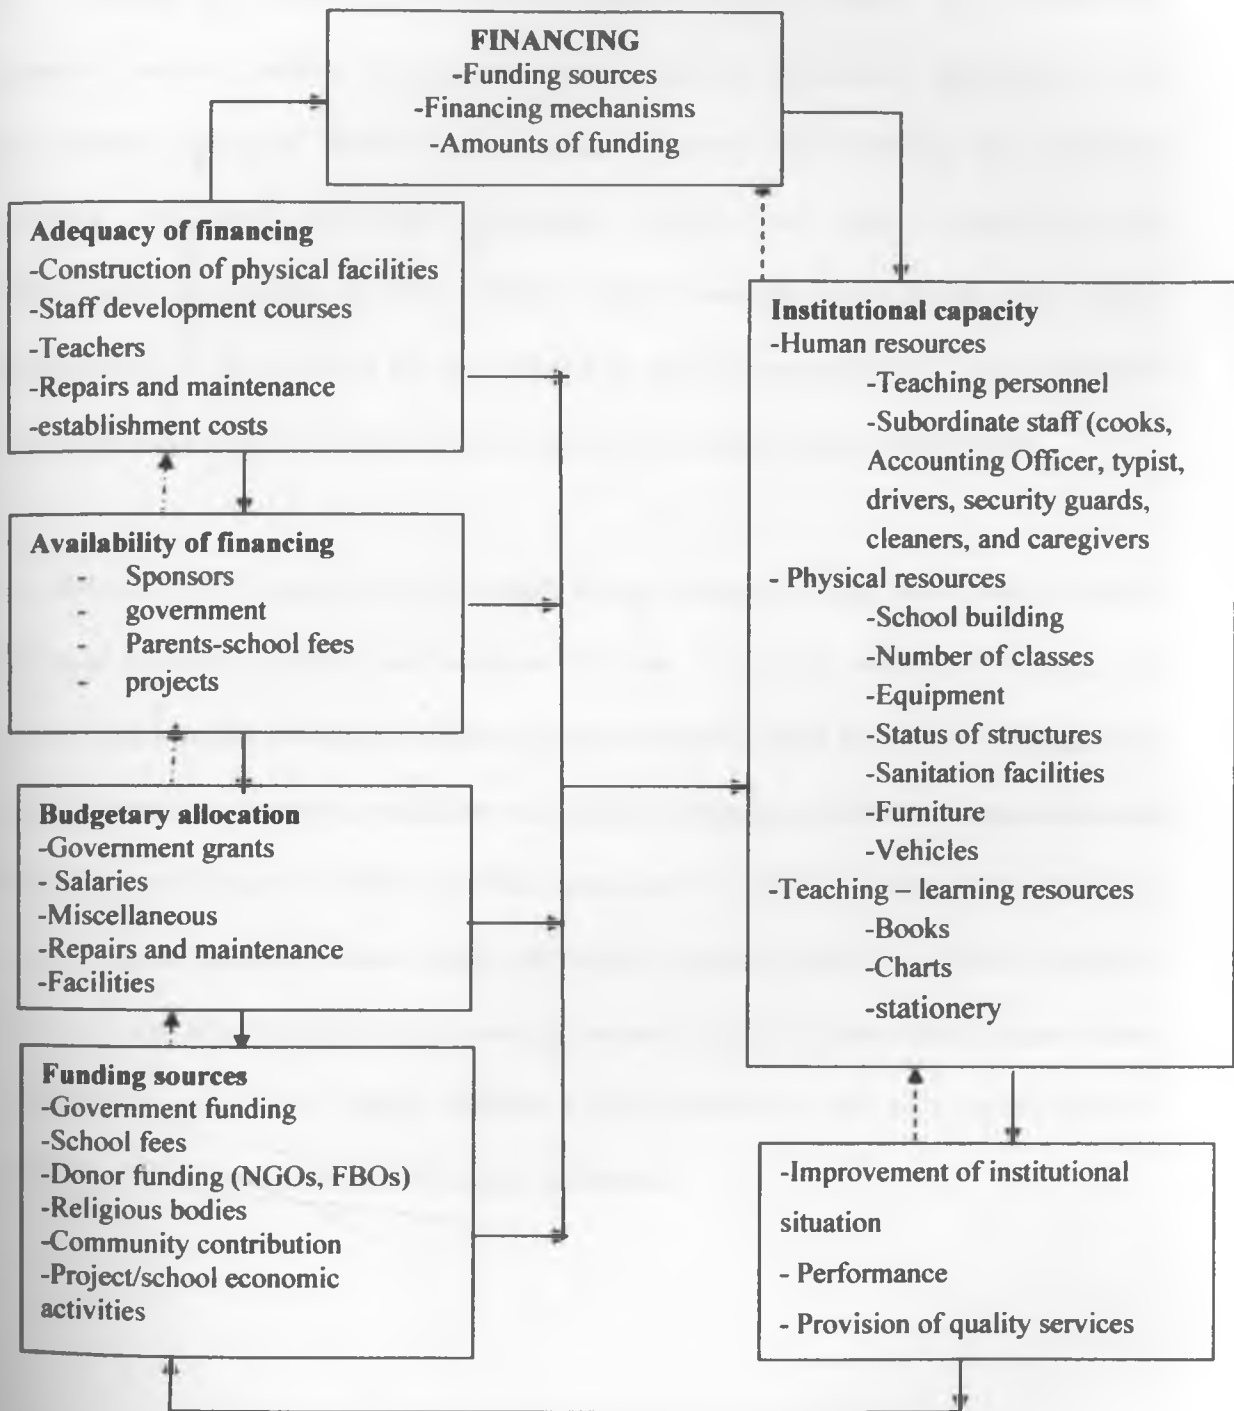 FINANCING
-Funding sources
-Financing mechanisms
-Amounts of funding
Adequacy of financing
-Construction of physical facilities
-Staff development courses
-Teachers
-Repairs and maintenance
-establishment costs
Availability of financing
- Sponsors
- government
- Parents-school fees
- projects
Budgetary allocation
-Government grants
- Salaries
-Miscellaneous
-Repairs and maintenance
-Facilities
Funding sources
-Government funding
-School fees
-Donor funding (NGOs, FBOs)
-Religious bodies
-Community contribution
-Project/school economic
activities
Institutional capacity
-Human resources
-Teaching personnel
-Subordinate staff (cooks,
Accounting Officer, typist,
drivers, security guards,
cleaners, and caregivers
- Physical resources
-School building
-Number of classes
-Equipment
-Status of structures
-Sanitation facilities
-Furniture
-Vehicles
-Teaching – learning resources
-Books
-Charts
-stationery
-Improvement of institutional
situation
- Performance
- Provision of quality services